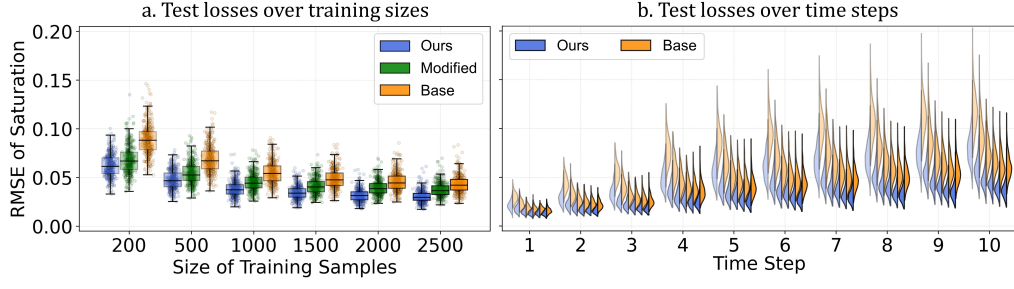 a. Test losses over training sizes
b. Test losses over time steps
RMSE of Saturation
0.20
0.15
0.10
0.05
0.00
Ours
Modified
Base
200 500 1000 1500 2000 2500
Size of Training Samples
Ours Base
1 2 3 4 5 6 7 8 9 10
Time Step